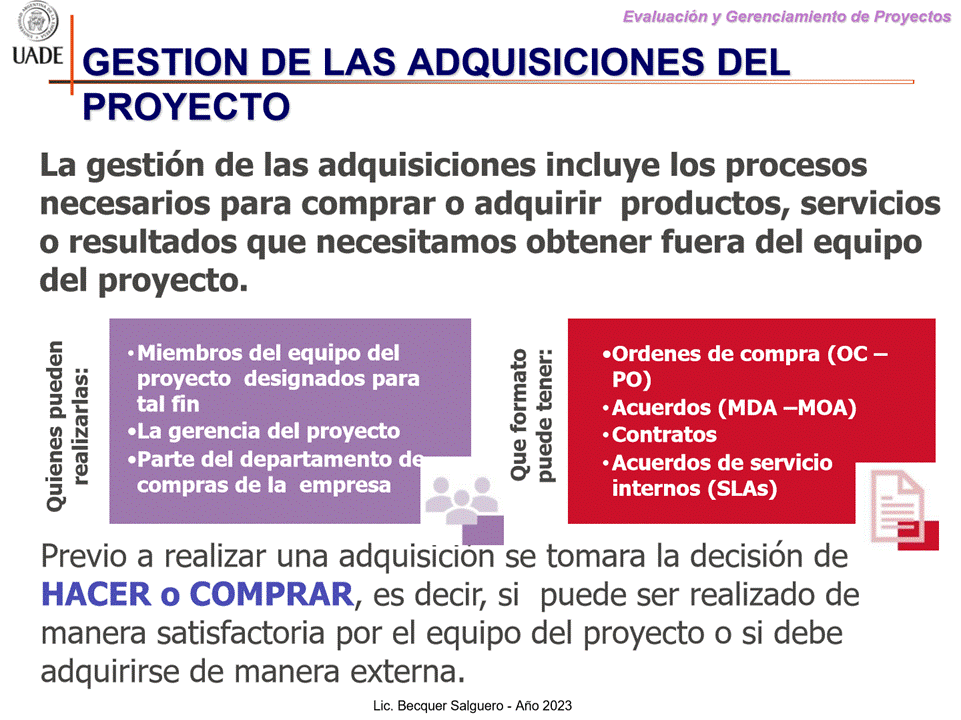 Evaluación y Gerenciamiento de Proyectos
UADE
GESTION DE LAS ADQUISICIONES DEL
PROYECTO
La gestión de las adquisiciones incluye los procesos
necesarios para comprar o adquirir productos, servicios
o resultados que necesitamos obtener fuera del equipo
del proyecto.
Quienes pueden
realizarlas:
•Miembros del equipo del
proyecto designados para
tal fin
•La gerencia del proyecto
•Parte del departamento de
compras de la empresa
Que formato
puede tener:
•Ordenes de compra (OC –
PO)
•Acuerdos (MDA –MOA)
•Contratos
•Acuerdos de servicio
internos (SLAs)
Previo a realizar una adquisición se tomara la decisión de
HACER o COMPRAR, es decir, si puede ser realizado de
manera satisfactoria por el equipo del proyecto o si debe
adquirirse de manera externa.
Lic. Becquer Salguero - Año 2023